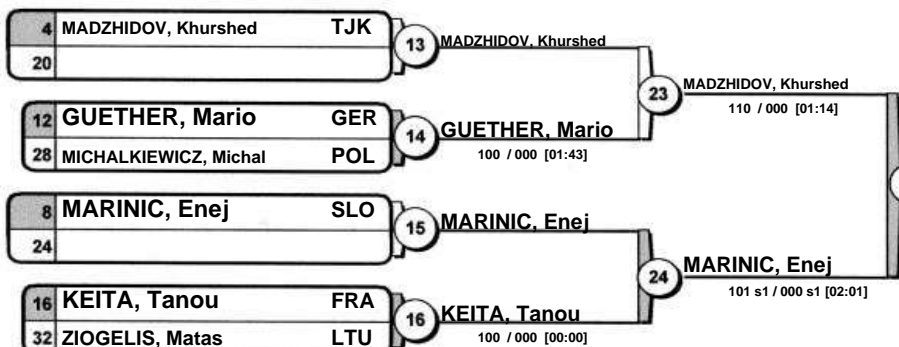 4 MADZHIDOV, Khurshed TJK
20
13 MADZHIDOV, Khurshed
12 GUETHER, Mario GER
28 MICHALKIEWICZ, Michal POL
14 GUETHER, Mario
100 / 000 [01:43]
23 MADZHIDOV, Khurshed
110 / 000 [01:14]
8 MARINIC, Enej SLO
24
15 MARINIC, Enej
16 KEITA, Tanou FRA
32 ZIOGELIS, Matas LTU
16 KEITA, Tanou
100 / 000 [00:00]
24 MARINIC, Enej
101 s1 / 000 s1 [02:01]